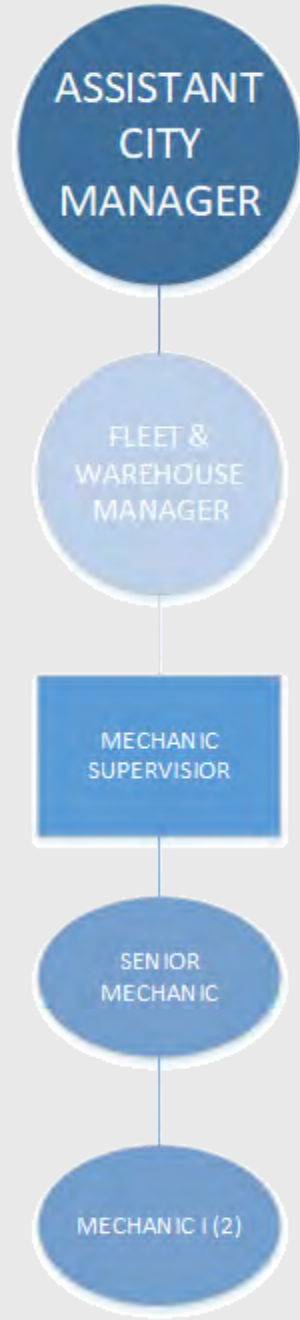 ASSISTANT
CITY
MANAGER
FLEET &
WAREHOUSE
MANAGER
MECHANIC
SUPERVISIOR
SENIOR
MECHANIC
MECHANIC I (2)